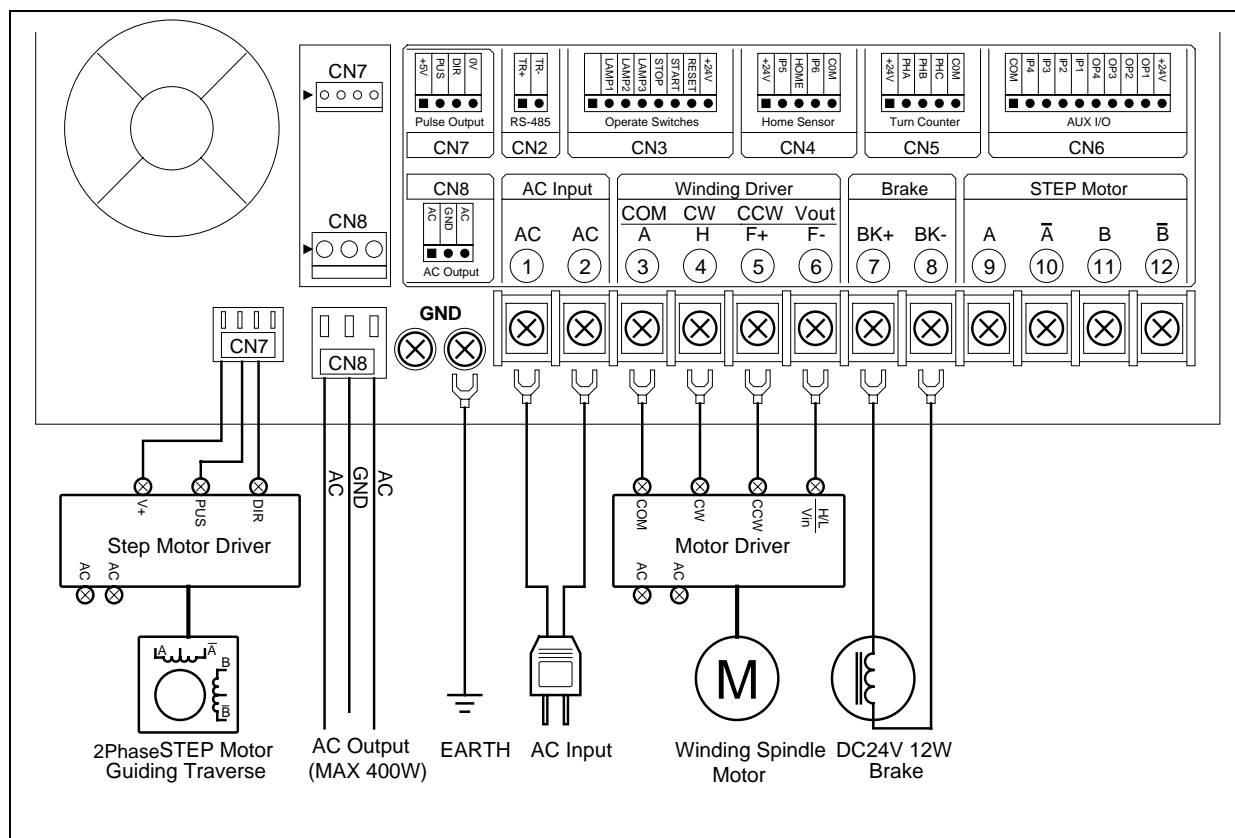 CN7
CN8
+5V PUS DIR 0V
Pulse Output
CN7
TR+ TR-
RS-485
CN2
LAMP1 LAMP2 LAMP3 STOP START RESET +24V
Operate Switches
CN3
+24V IP5 HOME IP6 COM
Home Sensor
CN4
+24V PHA PHB PHC COM
Turn Counter
CN5
COM IP4 IP3 IP2 IP1 OP4 OP3 OP2 OP1 +24V
AUX I/O
CN6
CN8
AC GND AC
AC Output
AC Input
AC AC
1 2
Winding Driver
COM CW CCW Vout
A H F+ F-
3 4 5 6
Brake
BK+ BK-
7 8
STEP Motor
A A̅ B B̅
9 10 11 12
GND
CN7
CN8
AC GND AC
V+ PUS DIR
Step Motor Driver
AC AC
A A̅
B
B̅
2PhaseSTEP Motor
Guiding Traverse
AC Output
(MAX 400W)
EARTH
AC Input
COM CW CCW H/L Vin
Motor Driver
AC AC
M
Winding Spindle
Motor
DC24V 12W
Brake